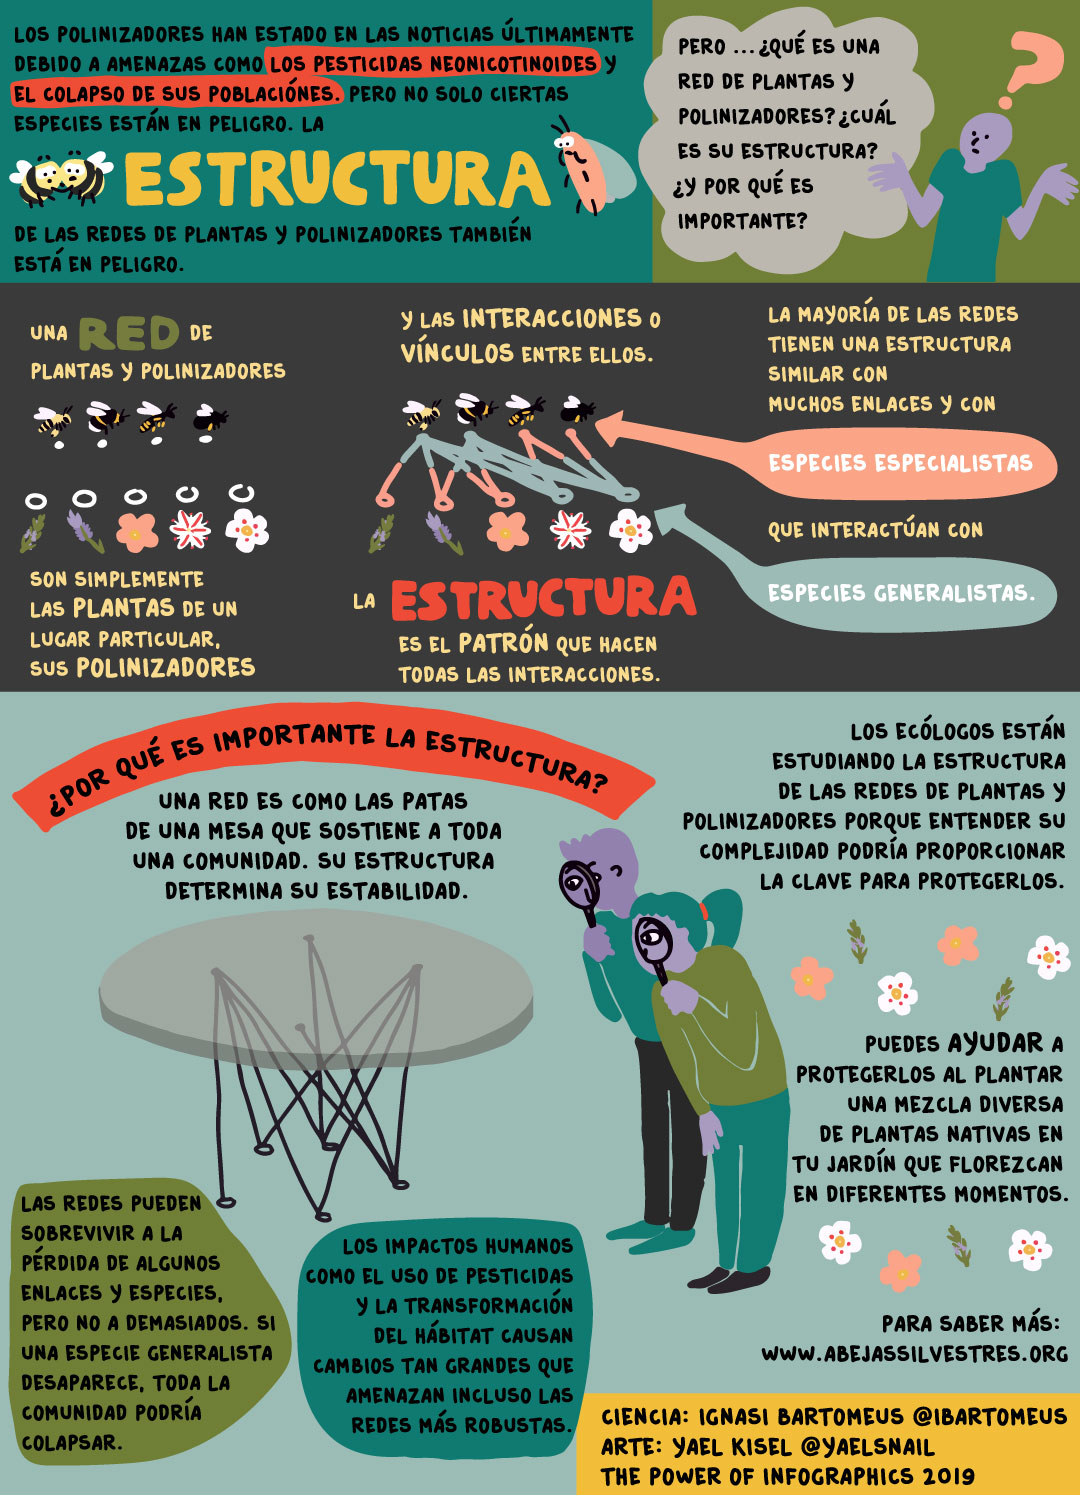 LOS POLINIZADORES HAN ESTADO EN LAS NOTICIAS ÚLTIMAMENTE
DEBIDO A AMENAZAS COMO LOS PESTICIDAS NEONICOTINOIDES Y
EL COLAPSO DE SUS POBLACIÓNES. PERO NO SOLO CIERTAS
ESPECIES ESTÁN EN PELIGRO. LA
ESTRUCTURA
DE LAS REDES DE PLANTAS Y POLINIZADORES TAMBIÉN
ESTÁ EN PELIGRO.
PERO ... ¿QUÉ ES UNA
RED DE PLANTAS Y
POLINIZADORES? ¿CUÁL
ES SU ESTRUCTURA?
¿Y POR QUÉ ES
IMPORTANTE?
?
UNA RED DE
PLANTAS Y POLINIZADORES
SON SIMPLEMENTE
LAS PLANTAS DE UN
LUGAR PARTICULAR,
SUS POLINIZADORES
Y LAS INTERACCIONES O
VÍNCULOS ENTRE ELLOS.
LA ESTRUCTURA
ES EL PATRÓN QUE HACEN
TODAS LAS INTERACCIONES.
LA MAYORÍA DE LAS REDES
TIENEN UNA ESTRUCTURA
SIMILAR CON
MUCHOS ENLACES Y CON
ESPECIES ESPECIALISTAS
QUE INTERACTÚAN CON
ESPECIES GENERALISTAS.
¿POR QUÉ ES IMPORTANTE LA ESTRUCTURA?
UNA RED ES COMO LAS PATAS
DE UNA MESA QUE SOSTIENE A TODA
UNA COMUNIDAD. SU ESTRUCTURA
DETERMINA SU ESTABILIDAD.
LAS REDES PUEDEN
SOBREVIVIR A LA
PÉRDIDA DE ALGUNOS
ENLACES Y ESPECIES,
PERO NO A DEMASIADOS. SI
UNA ESPECIE GENERALISTA
DESAPARECE, TODA LA
COMUNIDAD PODRÍA
COLAPSAR.
LOS IMPACTOS HUMANOS
COMO EL USO DE PESTICIDAS
Y LA TRANSFORMACIÓN
DEL HÁBITAT CAUSAN
CAMBIOS TAN GRANDES QUE
AMENAZAN INCLUSO LAS
REDES MÁS ROBUSTAS.
LOS ECÓLOGOS ESTÁN
ESTUDIANDO LA ESTRUCTURA
DE LAS REDES DE PLANTAS Y
POLINIZADORES PORQUE ENTENDER SU
COMPLEJIDAD PODRÍA PROPORCIONAR
LA CLAVE PARA PROTEGERLOS.
PUEDES AYUDAR A
PROTEGERLOS AL PLANTAR
UNA MEZCLA DIVERSA
DE PLANTAS NATIVAS EN
TU JARDÍN QUE FLOREZCAN
EN DIFERENTES MOMENTOS.
PARA SABER MÁS:
WWW.ABEJASSILVESTRES.ORG
CIENCIA: IGNASI BARTOMEUS @IBARTOMEUS
ARTE: YAEL KISEL @YAELSNAIL
THE POWER OF INFOGRAPHICS 2019